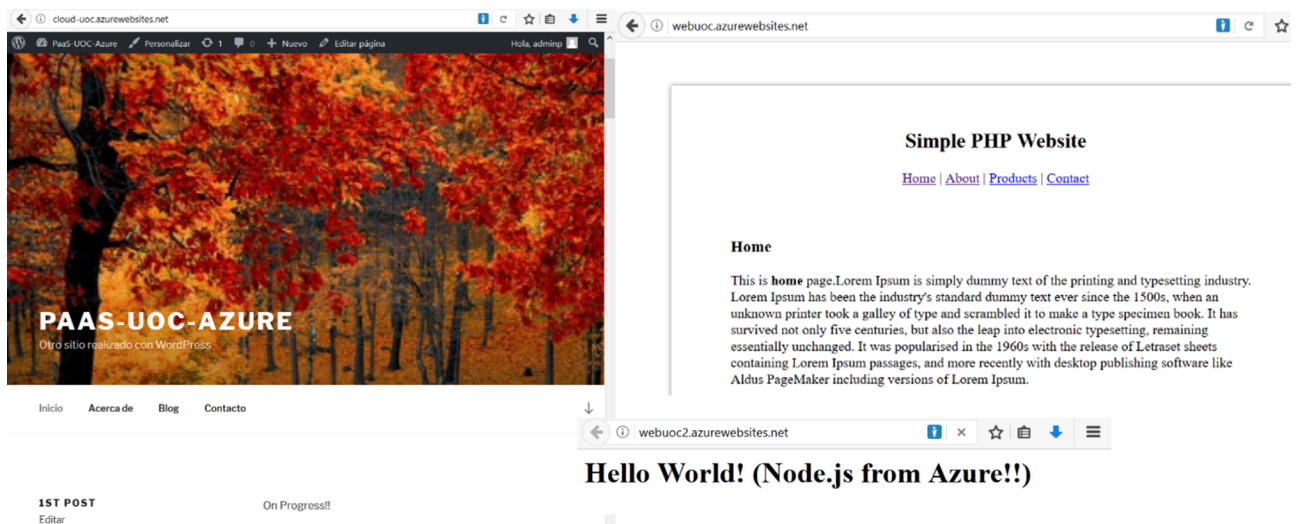 cloud-uoc.azurewebsites.net
PaaS-UOC-Azure Personalizar 1 0 Nuevo Editar página Hola, adminp
PAAS-UOC-AZURE
Otro sitio realizado con WordPress
Inicio Acerca de Blog Contacto
1ST POST
Editar
On Progress!!
webuoc.azurewebsites.net
Simple PHP Website
Home | About | Products | Contact
Home
This is home page.Lorem Ipsum is simply dummy text of the printing and typesetting industry.
Lorem Ipsum has been the industry's standard dummy text ever since the 1500s, when an
unknown printer took a galley of type and scrambled it to make a type specimen book. It has
survived not only five centuries, but also the leap into electronic typesetting, remaining
essentially unchanged. It was popularised in the 1960s with the release of Letraset sheets
containing Lorem Ipsum passages, and more recently with desktop publishing software like
Aldus PageMaker including versions of Lorem Ipsum.
webuoc2.azurewebsites.net
Hello World! (Node.js from Azure!!)